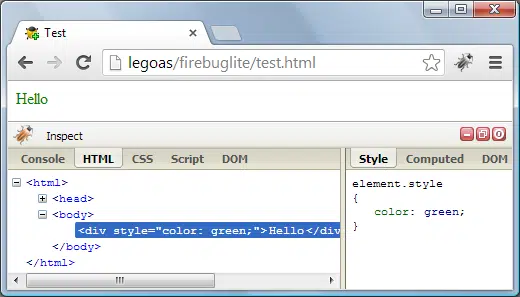 Test
legoas/firebuglite/test.html
Hello
Inspect
Console HTML CSS Script DOM
Style Computed DOM
<html>
<head>
<body>
<div style="color: green;">Hello</div
</body>
</html>
element.style
{
color: green;
}